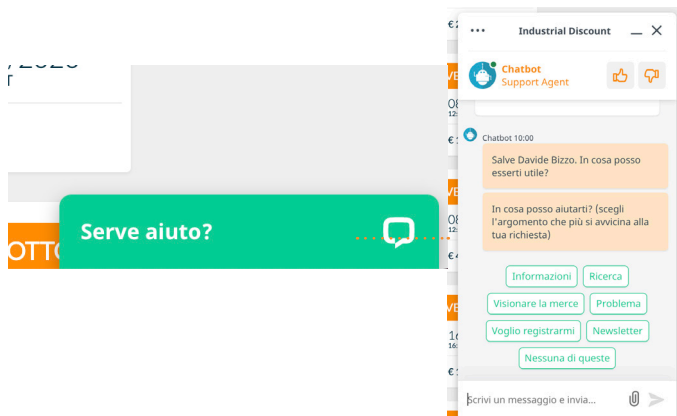 Industrial Discount
Chatbot
Support Agent
Chatbot 10:00
Salve Davide Bizzo. In cosa posso
esserti utile?
In cosa posso aiutarti? (scegli
l'argomento che più si avvicina alla
tua richiesta)
Informazioni
Ricerca
Visionare la merce
Problema
Voglio registrarmi
Newsletter
Nessuna di queste
Scrivi un messaggio e invia...
Serve aiuto?